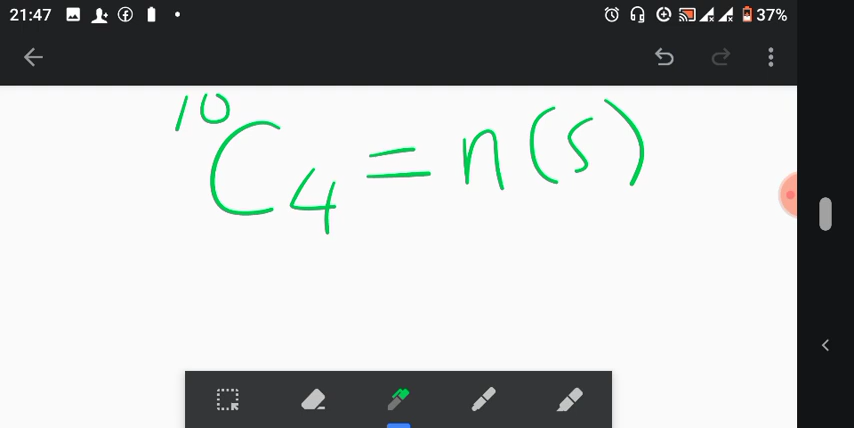 21:47 37%
¹⁰C₄ = n(s)